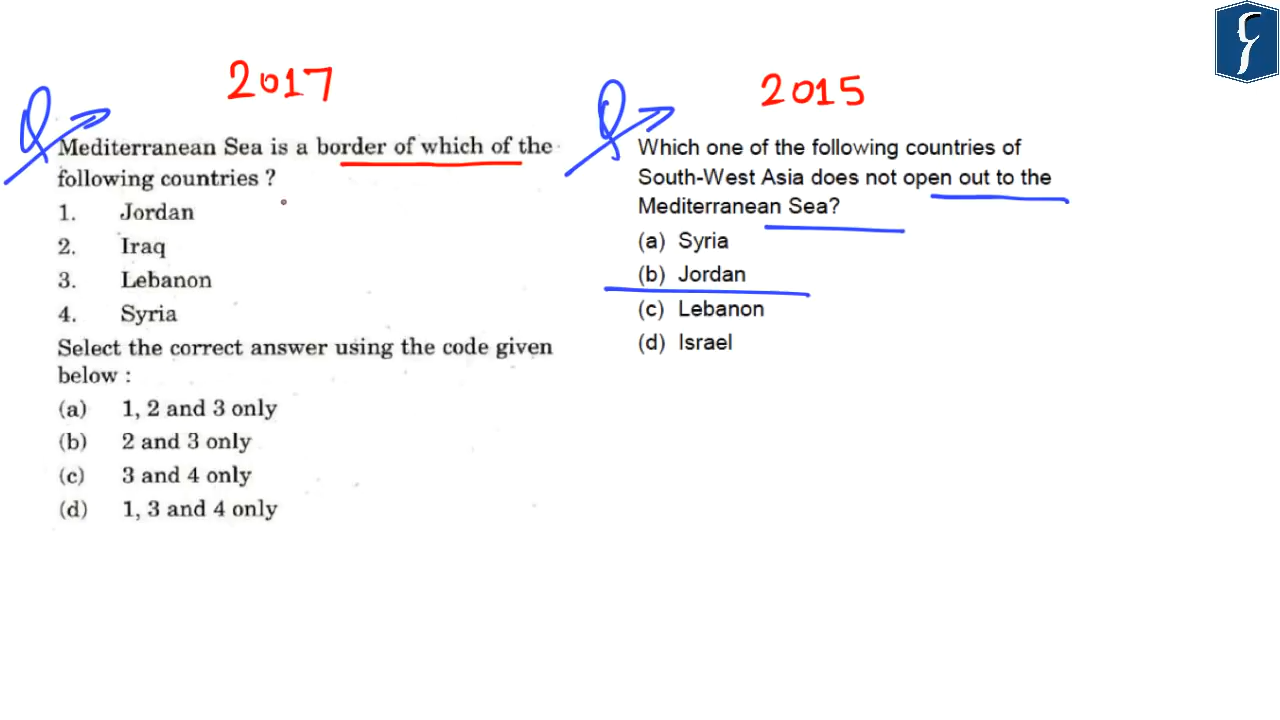 2017
Q→
Mediterranean Sea is a border of which of the
following countries ?
1. Jordan
2. Iraq
3. Lebanon
4. Syria
Select the correct answer using the code given
below :
(a) 1, 2 and 3 only
(b) 2 and 3 only
(c) 3 and 4 only
(d) 1, 3 and 4 only
2015
Q→
Which one of the following countries of
South-West Asia does not open out to the
Mediterranean Sea?
(a) Syria
(b) Jordan
(c) Lebanon
(d) Israel